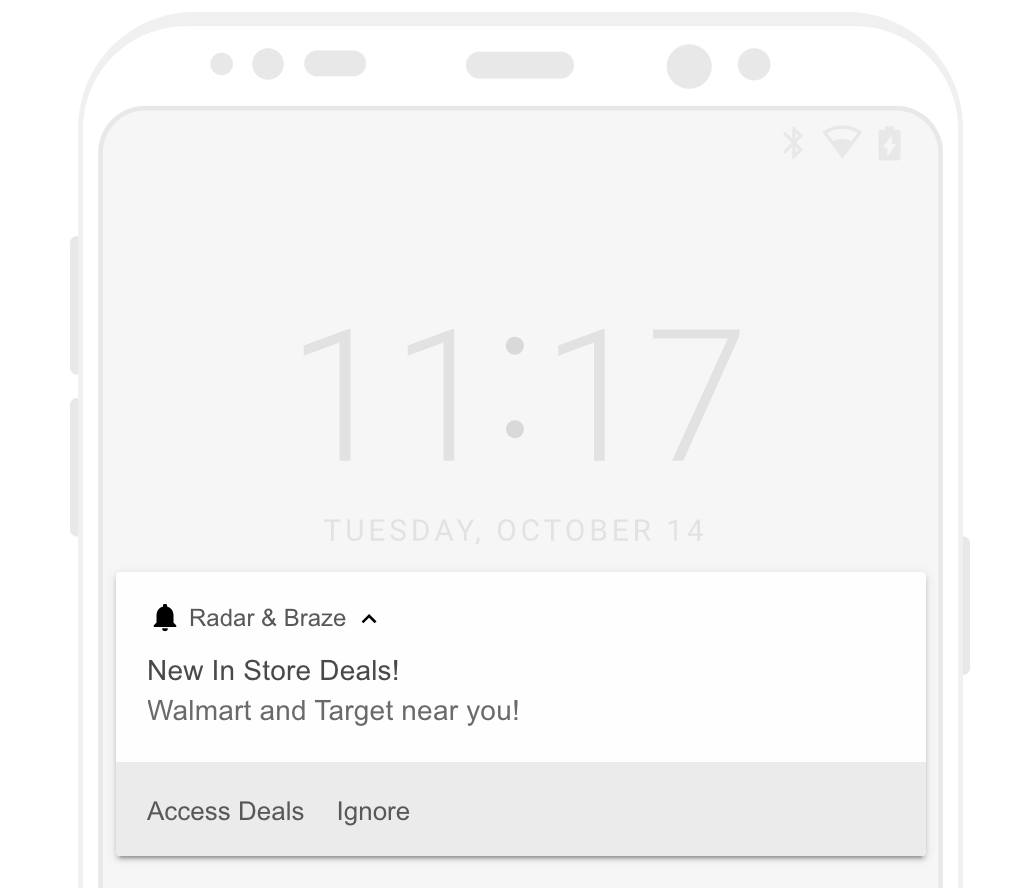 11:17
TUESDAY, OCTOBER 14
Radar & Braze
New In Store Deals!
Walmart and Target near you!
Access Deals Ignore